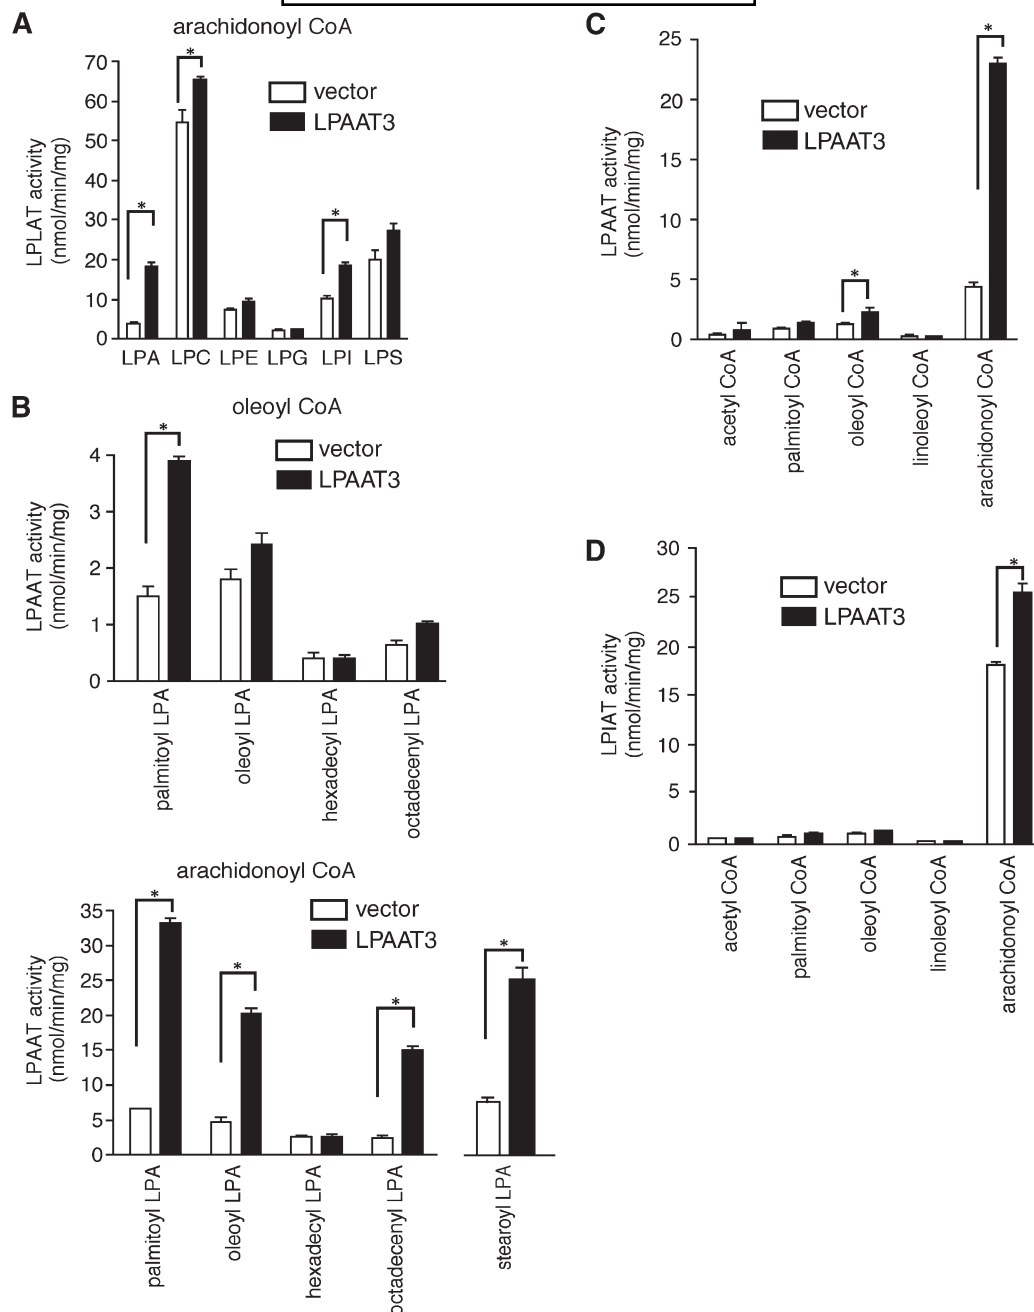 A
arachidonoyl CoA
LPLAT activity
(nmol/min/mg)
70
60
50
40
30
20
10
0
*
*
*
vector
LPAAT3
LPA LPC LPE LPG LPI LPS
B
oleoyl CoA
LPAAT activity
(nmol/min/mg)
4
3
2
1
0
*
vector
LPAAT3
palmitoyl LPA
oleoyl LPA
hexadecyl LPA
octadecenyl LPA
arachidonoyl CoA
LPAAT activity
(nmol/min/mg)
35
30
25
20
15
10
5
0
*
*
*
*
vector
LPAAT3
palmitoyl LPA
oleoyl LPA
hexadecyl LPA
octadecenyl LPA
stearoyl LPA
C
LPAAT activity
(nmol/min/mg)
25
20
15
10
5
0
*
*
vector
LPAAT3
acetyl CoA
palmitoyl CoA
oleoyl CoA
linoleoyl CoA
arachidonoyl CoA
D
LPIAT activity
(nmol/min/mg)
30
25
20
15
10
5
0
*
vector
LPAAT3
acetyl CoA
palmitoyl CoA
oleoyl CoA
linoleoyl CoA
arachidonoyl CoA